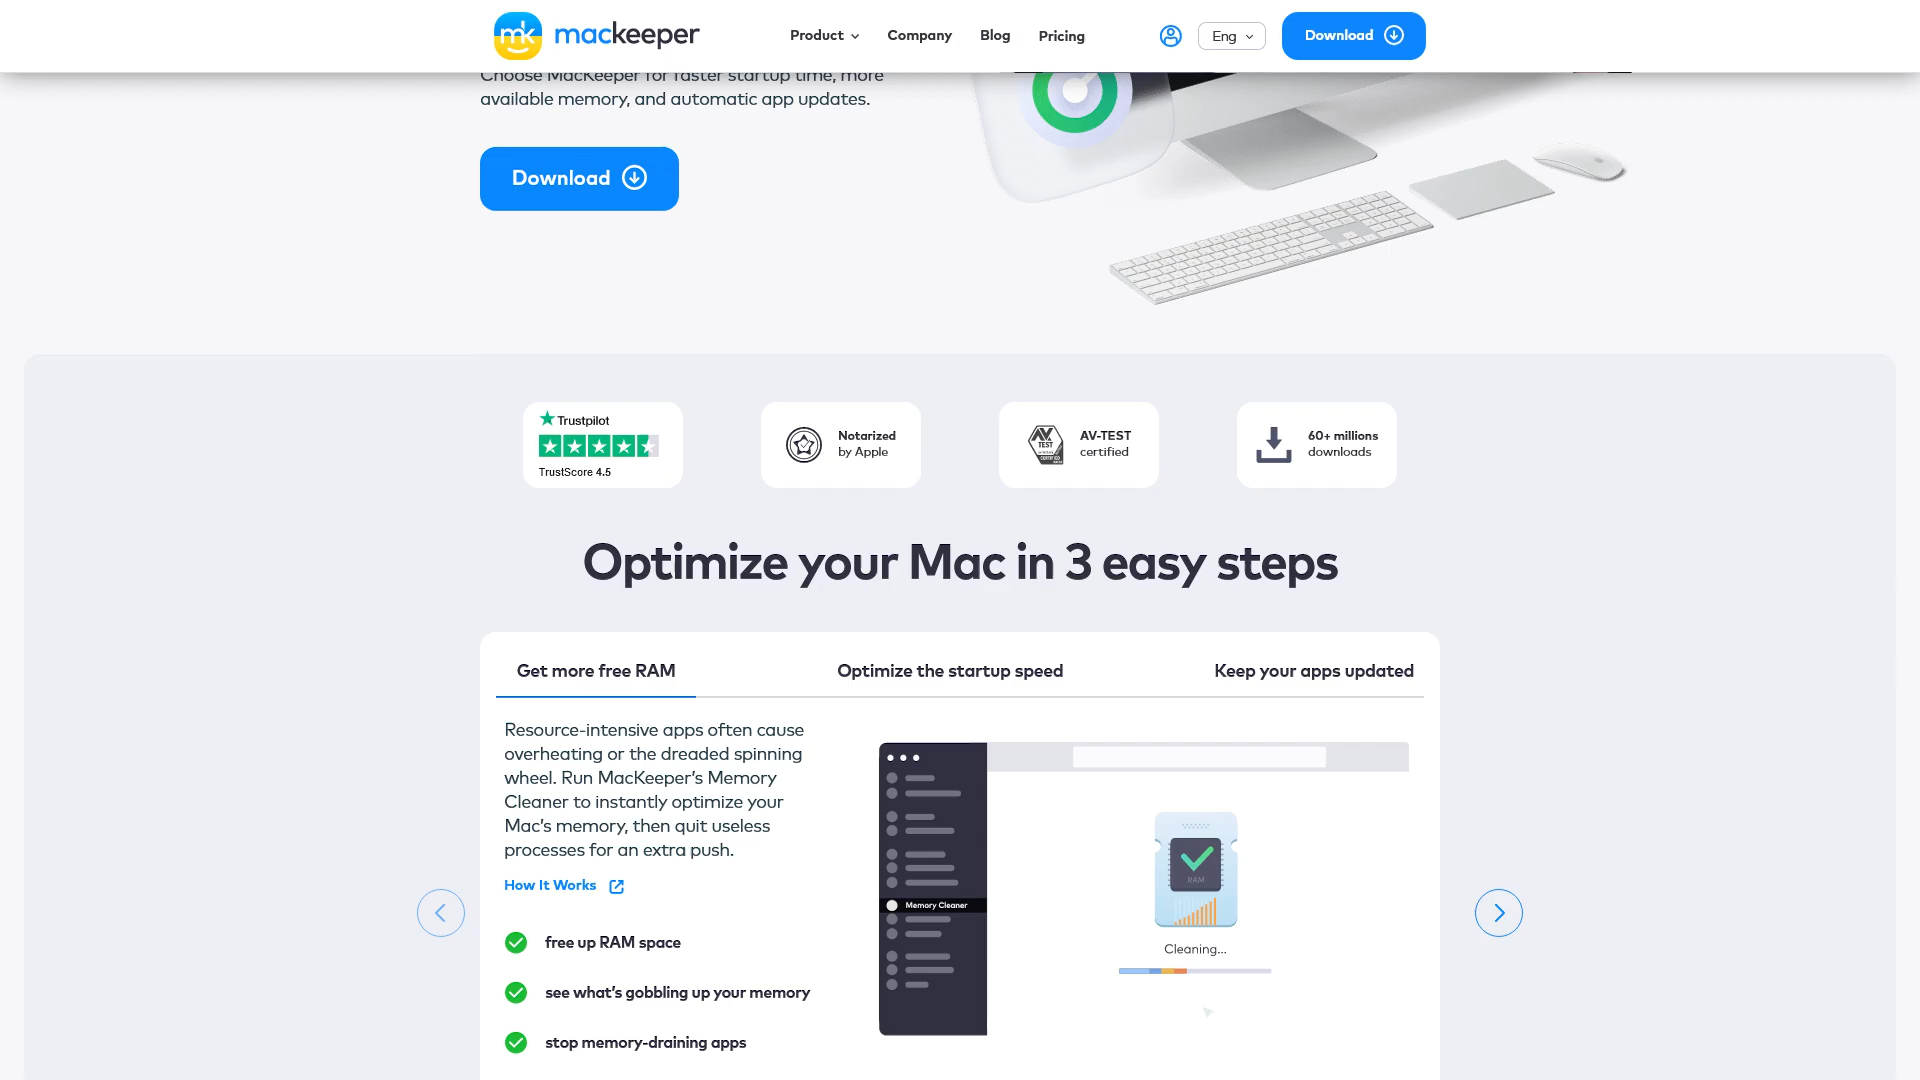 mk mackeeper
Product
Company
Blog
Pricing
Eng
Download
Choose MacKeeper for faster startup time, more
available memory, and automatic app updates.
Download
Trustpilot
TrustScore 4.5
Notarized
by Apple
AV TEST
CERTIFIED
AV-TEST
certified
60+ millions
downloads
Optimize your Mac in 3 easy steps
Get more free RAM
Optimize the startup speed
Keep your apps updated
Resource-intensive apps often cause
overheating or the dreaded spinning
wheel. Run MacKeeper’s Memory
Cleaner to instantly optimize your
Mac’s memory, then quit useless
processes for an extra push.
How It Works
free up RAM space
see what’s gobbling up your memory
stop memory-draining apps
Memory Cleaner
RAM
Cleaning...